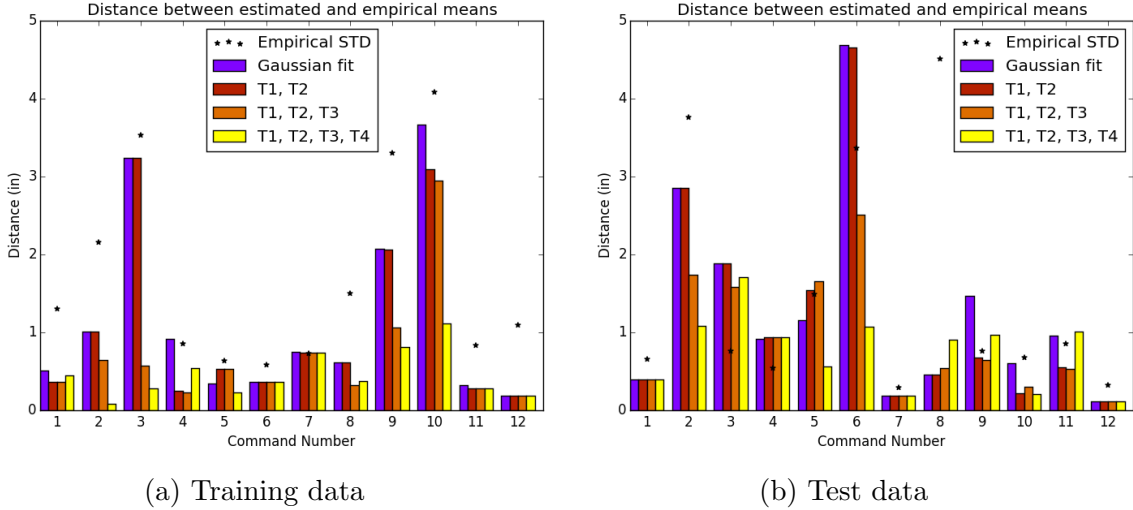 Distance between estimated and empirical means
5
4
3
2
1
0
Distance (in)
Empirical STD
Gaussian fit
T1, T2
T1, T2, T3
T1, T2, T3, T4
1 2 3 4 5 6 7 8 9 10 11 12
Command Number
(a) Training data
Distance between estimated and empirical means
5
4
3
2
1
0
Distance (in)
Empirical STD
Gaussian fit
T1, T2
T1, T2, T3
T1, T2, T3, T4
1 2 3 4 5 6 7 8 9 10 11 12
Command Number
(b) Test data